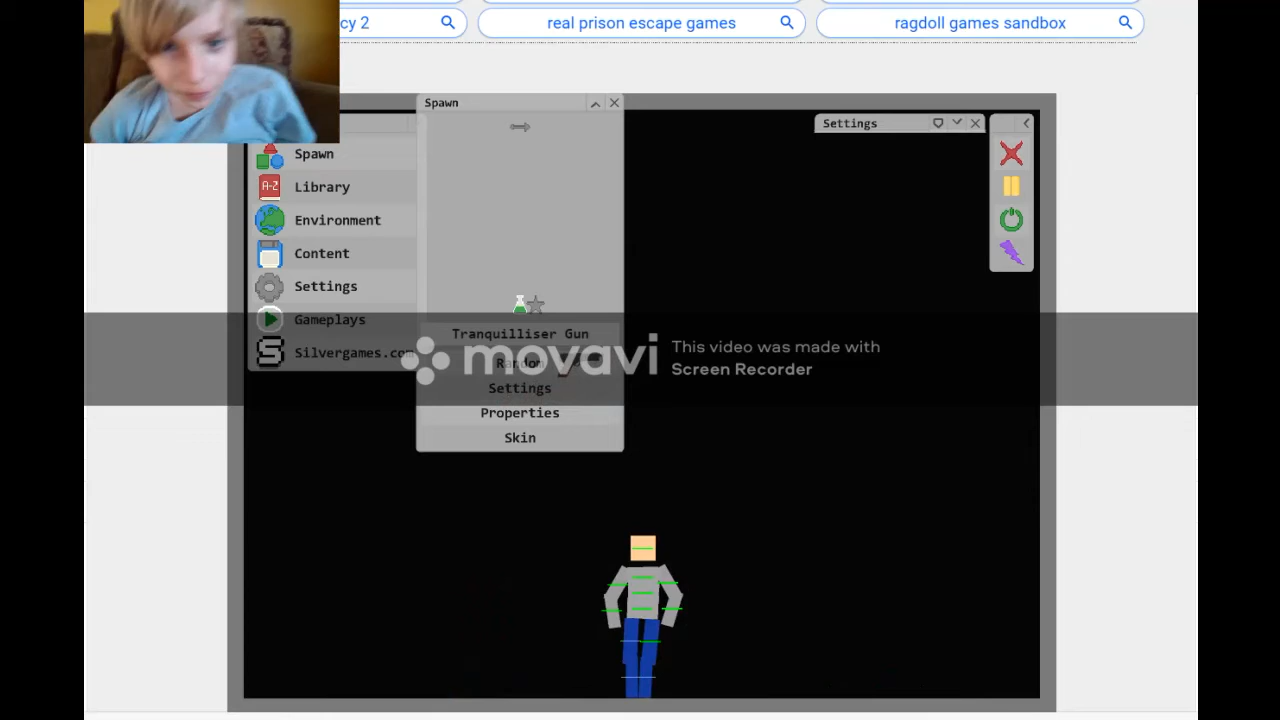 cy 2
real prison escape games
ragdoll games sandbox
Spawn
Settings
Spawn
Library
A-Z
Environment
Content
Settings
Gameplays
Silvergames.com
Tranquilliser Gun
Random
Settings
Properties
Skin
movavi
This video was made with
Screen Recorder